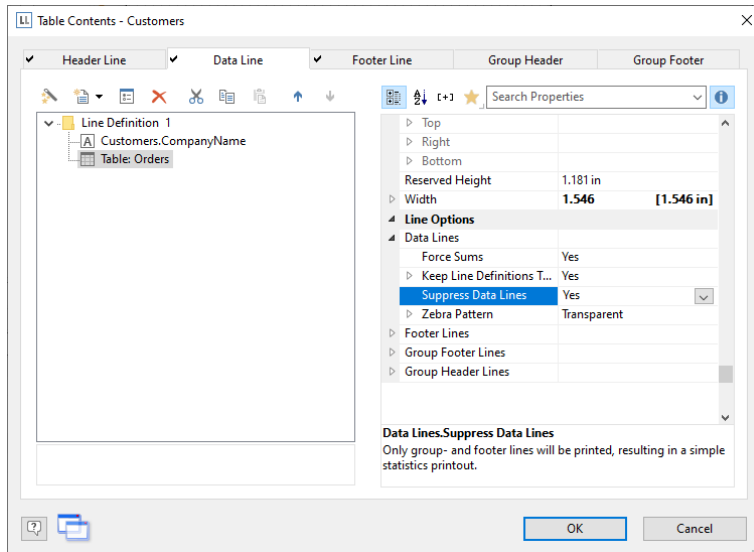 LL Table Contents - Customers
Header Line Data Line Footer Line Group Header Group Footer
Search Properties
Line Definition 1
A Customers.CompanyName
Table: Orders
Top
Right
Bottom
Reserved Height 1.181 in
Width 1.546 [1.546 in]
Line Options
Data Lines
Force Sums Yes
Keep Line Definitions T... Yes
Suppress Data Lines Yes
Zebra Pattern Transparent
Footer Lines
Group Footer Lines
Group Header Lines
Data Lines.Suppress Data Lines
Only group- and footer lines will be printed, resulting in a simple
statistics printout.
OK Cancel